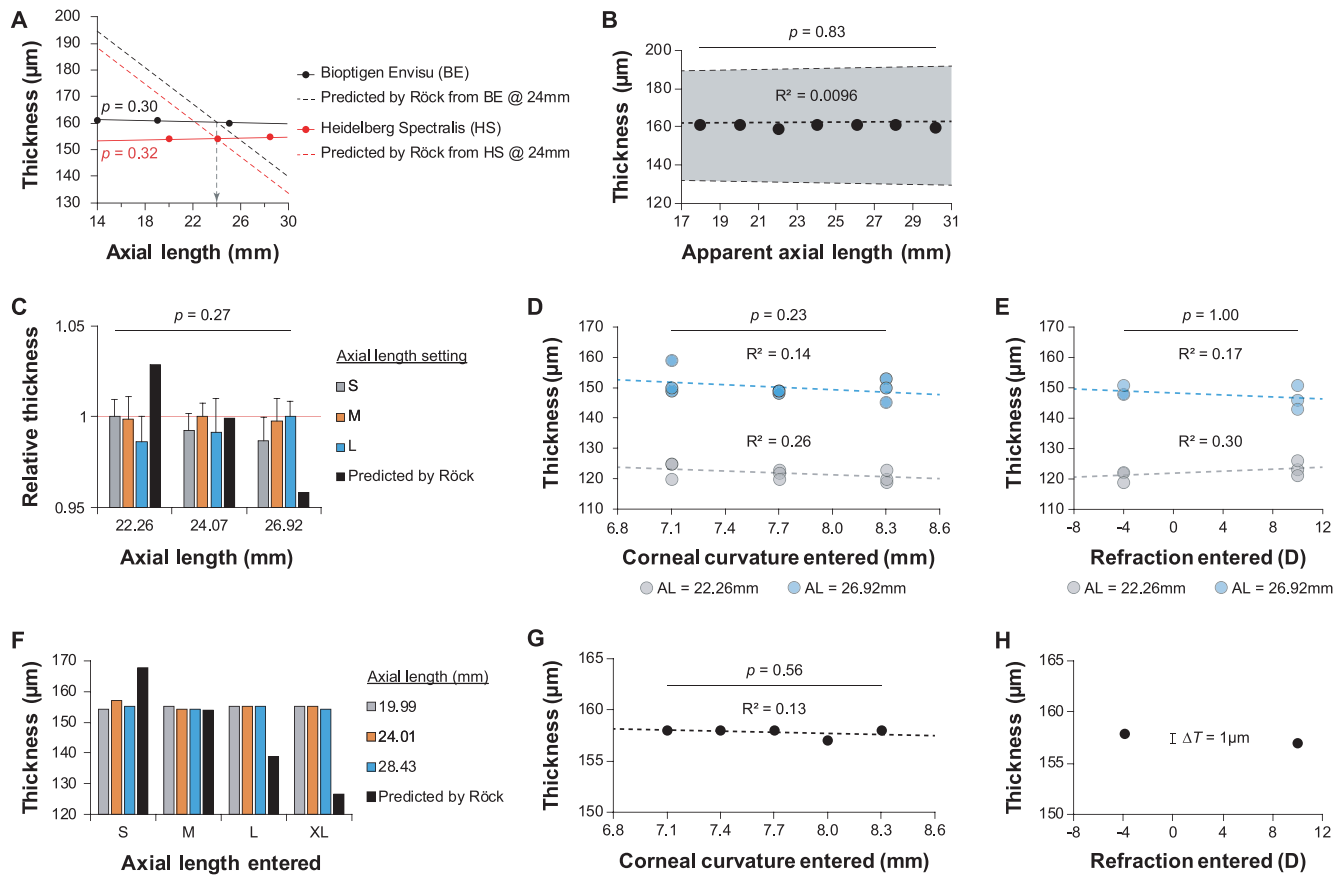 A
Thickness (µm)
200
190
180
170
160
150
140
130
p = 0.30
p = 0.32
14 18 22 26 30
Axial length (mm)
Bioptigen Envisu (BE)
Predicted by Röck from BE @ 24mm
Heidelberg Spectralis (HS)
Predicted by Röck from HS @ 24mm
B
p = 0.83
Thickness (µm)
200
180
160
140
120
R² = 0.0096
17 19 21 23 25 27 29 31
Apparent axial length (mm)
C
p = 0.27
Relative thickness
1.05
1
0.95
22.26 24.07 26.92
Axial length (mm)
Axial length setting
S
M
L
Predicted by Röck
D
p = 0.23
Thickness (µm)
170
160
150
140
130
120
110
R² = 0.14
R² = 0.26
6.8 7.1 7.4 7.7 8.0 8.3 8.6
Corneal curvature entered (mm)
AL = 22.26mm AL = 26.92mm
E
p = 1.00
Thickness (µm)
170
160
150
140
130
120
110
R² = 0.17
R² = 0.30
-8 -4 0 4 8 12
Refraction entered (D)
AL = 22.26mm AL = 26.92mm
F
Thickness (µm)
170
160
150
140
130
120
S M L XL
Axial length entered
Axial length (mm)
19.99
24.01
28.43
Predicted by Röck
G
p = 0.56
Thickness (µm)
165
160
155
150
R² = 0.13
6.8 7.1 7.4 7.7 8.0 8.3 8.6
Corneal curvature entered (mm)
H
Thickness (µm)
165
160
155
150
ΔT = 1µm
-8 -4 0 4 8 12
Refraction entered (D)